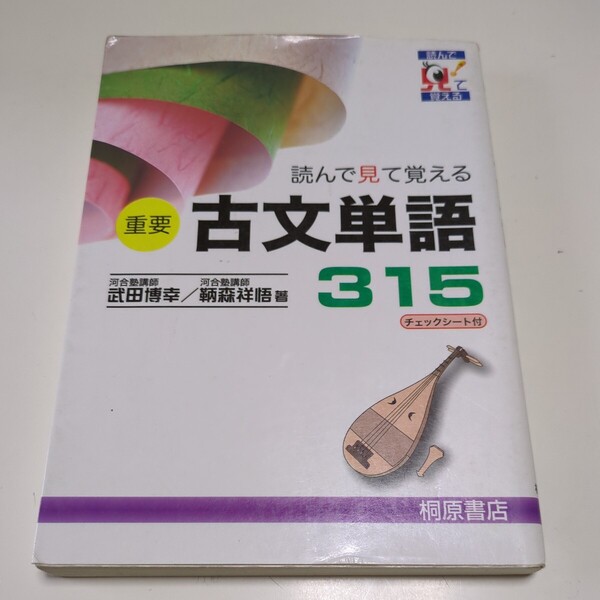 読んで
見て
覚える
読んで見て覚える
重要
古文単語
315
河合塾講師 河合塾講師
武田博幸／鞆森祥悟 著
チェックシート付
桐原書店